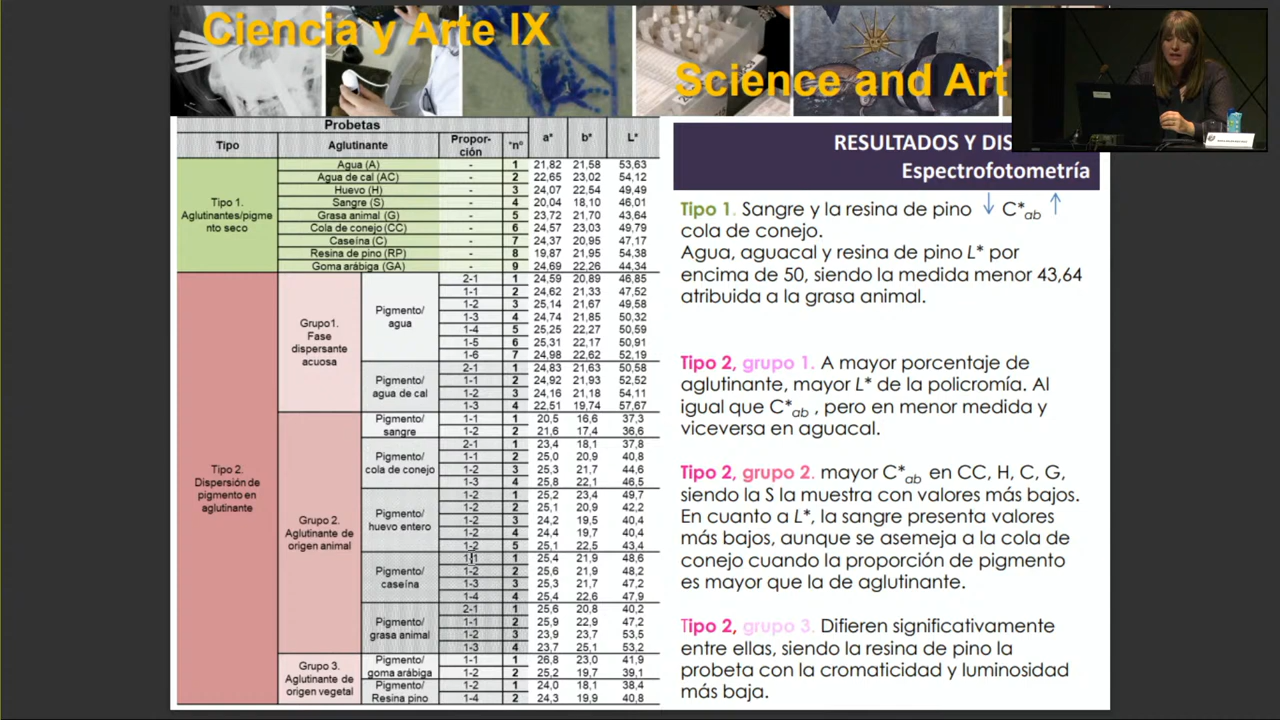 Ciencia y Arte IX
Science and Art
Probetas
Tipo Aglutinante Propor-ción "nº a* b* L*
Tipo 1. Aglutinantes/pigmento seco
Agua (A) - 1 21,82 21,58 53,63
Agua de cal (AC) - 2 22,65 23,02 54,12
Huevo (H) - 3 24,07 22,54 49,49
Sangre (S) - 4 20,04 18,10 46,01
Grasa animal (G) - 5 23,72 21,70 43,64
Cola de conejo (CC) - 6 24,57 23,03 49,79
Caseína (C) - 7 24,37 20,95 47,17
Resina de pino (RP) - 8 19,87 21,95 54,38
Goma arábiga (GA) - 9 24,69 22,26 44,34
Tipo 2. Dispersión de pigmento en aglutinante
Grupo1. Fase dispersante acuosa
Pigmento/ agua
2-1 1 24,59 20,89 46,85
1-1 2 24,62 21,33 47,52
1-2 3 25,14 21,67 49,58
1-3 4 24,74 21,85 50,32
1-4 5 25,25 22,27 50,59
1-5 6 25,31 22,17 50,91
1-6 7 24,98 22,62 52,19
Pigmento/ agua de cal
2-1 1 24,83 21,63 50,58
1-1 2 24,92 21,93 52,52
1-2 3 24,16 21,18 54,11
1-3 4 22,51 19,74 57,67
Grupo 2. Aglutinante de origen animal
Pigmento/ sangre
1-1 1 20,5 16,6 37,3
1-2 2 21,6 17,4 36,6
Pigmento/ cola de conejo
2-1 1 23,4 18,1 37,8
1-1 2 25,0 20,9 40,8
1-2 3 25,3 21,7 44,6
1-3 4 25,8 22,1 46,5
Pigmento/ huevo entero
1-2 1 25,2 23,4 49,7
1-2 2 25,1 20,9 42,2
1-2 3 24,2 19,5 40,4
1-2 4 24,4 19,7 40,4
1-2 5 25,1 22,5 43,4
Pigmento/ caseína
1-1 1 25,4 21,9 48,6
1-2 2 25,6 21,9 48,2
1-3 3 25,3 21,7 47,2
1-4 4 25,4 22,6 47,9
Pigmento/ grasa animal
2-1 1 25,6 20,8 40,2
1-1 2 25,9 22,9 47,2
1-2 3 23,9 23,7 53,5
1-3 4 23,7 25,1 53,2
Grupo 3. Aglutinante de origen vegetal
Pigmento/ goma arábiga
1-1 1 26,8 23,0 41,9
1-2 2 25,2 19,7 39,1
Pigmento/ Resina pino
1-2 1 24,0 18,1 38,4
1-4 2 24,3 19,9 40,8
RESULTADOS Y DIS
Espectrofotometría
Tipo 1. Sangre y la resina de pino ↓ C*ab ↑
cola de conejo.
Agua, aguacal y resina de pino L* por
encima de 50, siendo la medida menor 43,64
atribuida a la grasa animal.
Tipo 2, grupo 1. A mayor porcentaje de
aglutinante, mayor L* de la policromía. Al
igual que C*ab , pero en menor medida y
viceversa en aguacal.
Tipo 2, grupo 2. mayor C*ab en CC, H, C, G,
siendo la S la muestra con valores más bajos.
En cuanto a L*, la sangre presenta valores
más bajos, aunque se asemeja a la cola de
conejo cuando la proporción de pigmento
es mayor que la de aglutinante.
Tipo 2, grupo 3. Difieren significativamente
entre ellas, siendo la resina de pino la
probeta con la cromaticidad y luminosidad
más baja.